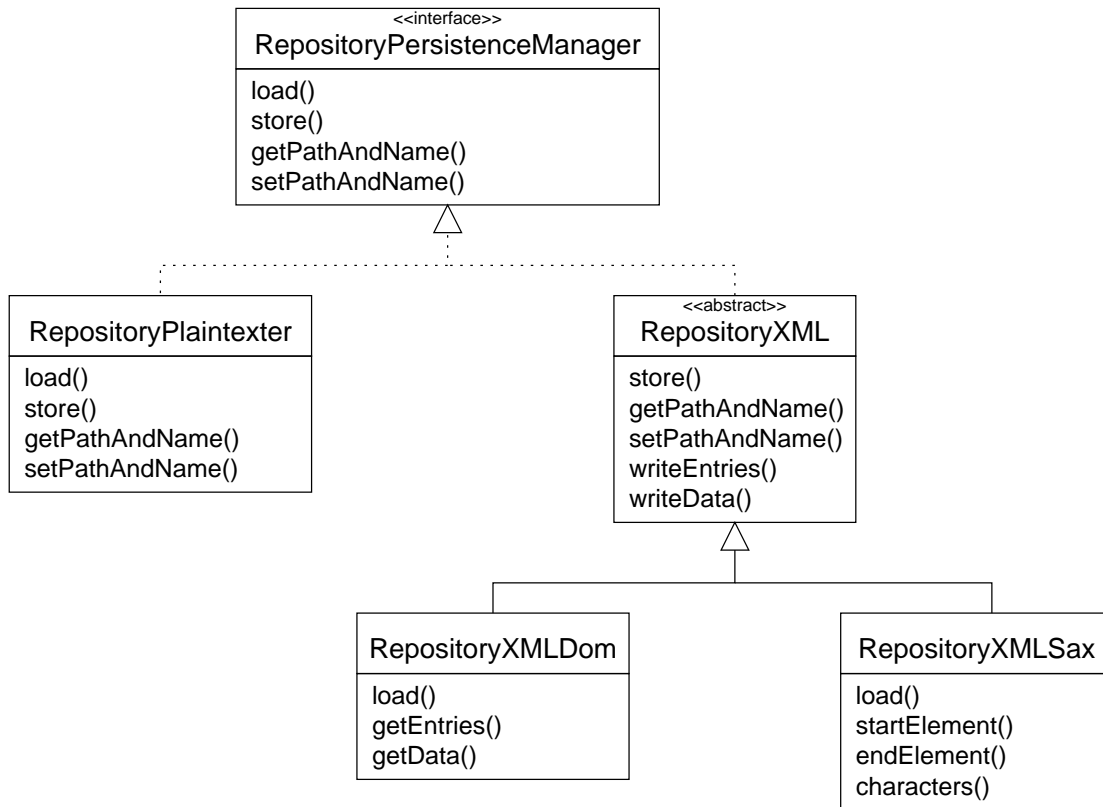 <<interface>>
RepositoryPersistenceManager
load()
store()
getPathAndName()
setPathAndName()
RepositoryPlaintexter
load()
store()
getPathAndName()
setPathAndName()
<<abstract>>
RepositoryXML
store()
getPathAndName()
setPathAndName()
writeEntries()
writeData()
RepositoryXMLDom
load()
getEntries()
getData()
RepositoryXMLSax
load()
startElement()
endElement()
characters()